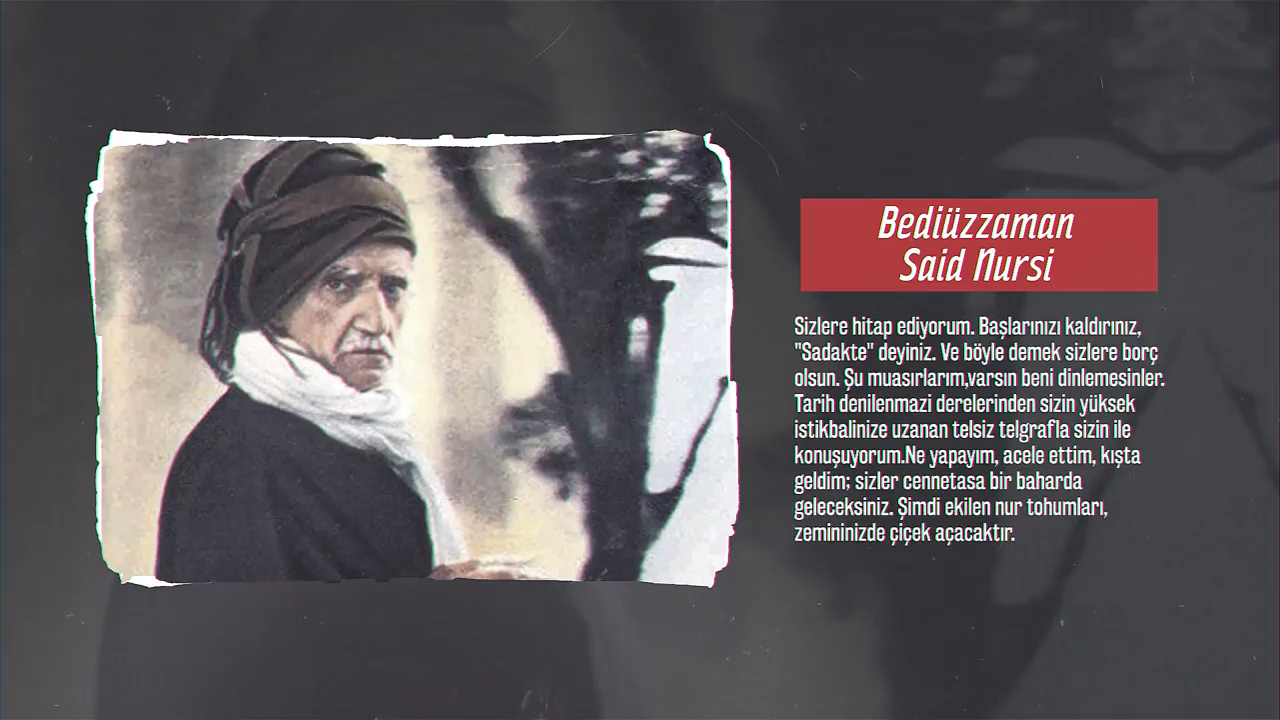 Bediüzzaman
Said Nursi
Sizlere hitap ediyorum. Başlarınızı kaldırınız,
"Sadakte" deyiniz. Ve böyle demek sizlere borç
olsun. Şu muasırlarım,varsın beni dinlemesinler.
Tarih denilenmazi derelerinden sizin yüksek
istikbalinize uzanan telsiz telgrafla sizin ile
konuşuyorum.Ne yapayım, acele ettim, kışta
geldim; sizler cennetasa bir baharda
geleceksiniz. Şimdi ekilen nur tohumları,
zemininizde çiçek açacaktır.